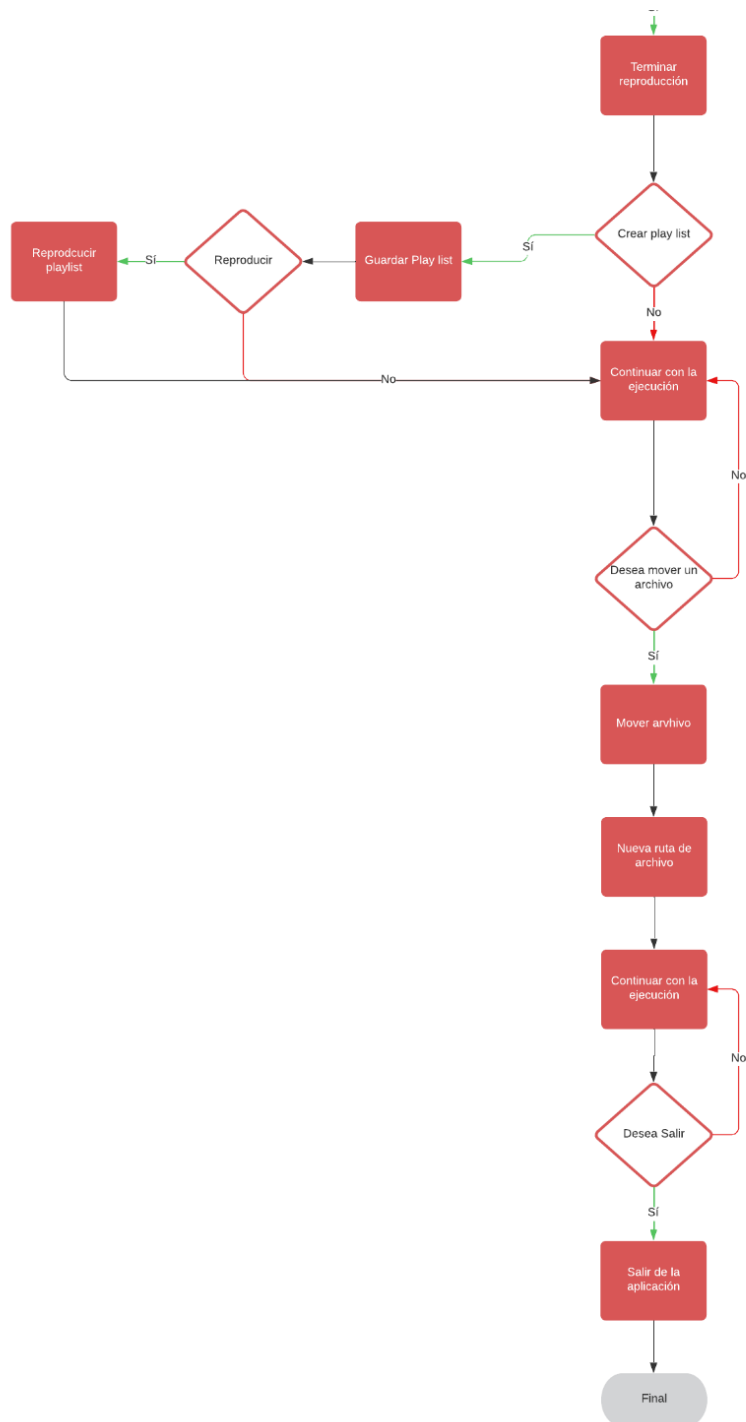 Sí
Terminar
reproducción
Crear play list
Sí
Guardar Play list
Reproducir
Sí
Reprodcucir
playlist
No
No
Continuar con la
ejecución
No
Desea mover un
archivo
Sí
Mover arvhivo
Nueva ruta de
archivo
Continuar con la
ejecución
No
Desea Salir
Sí
Salir de la
aplicación
Final